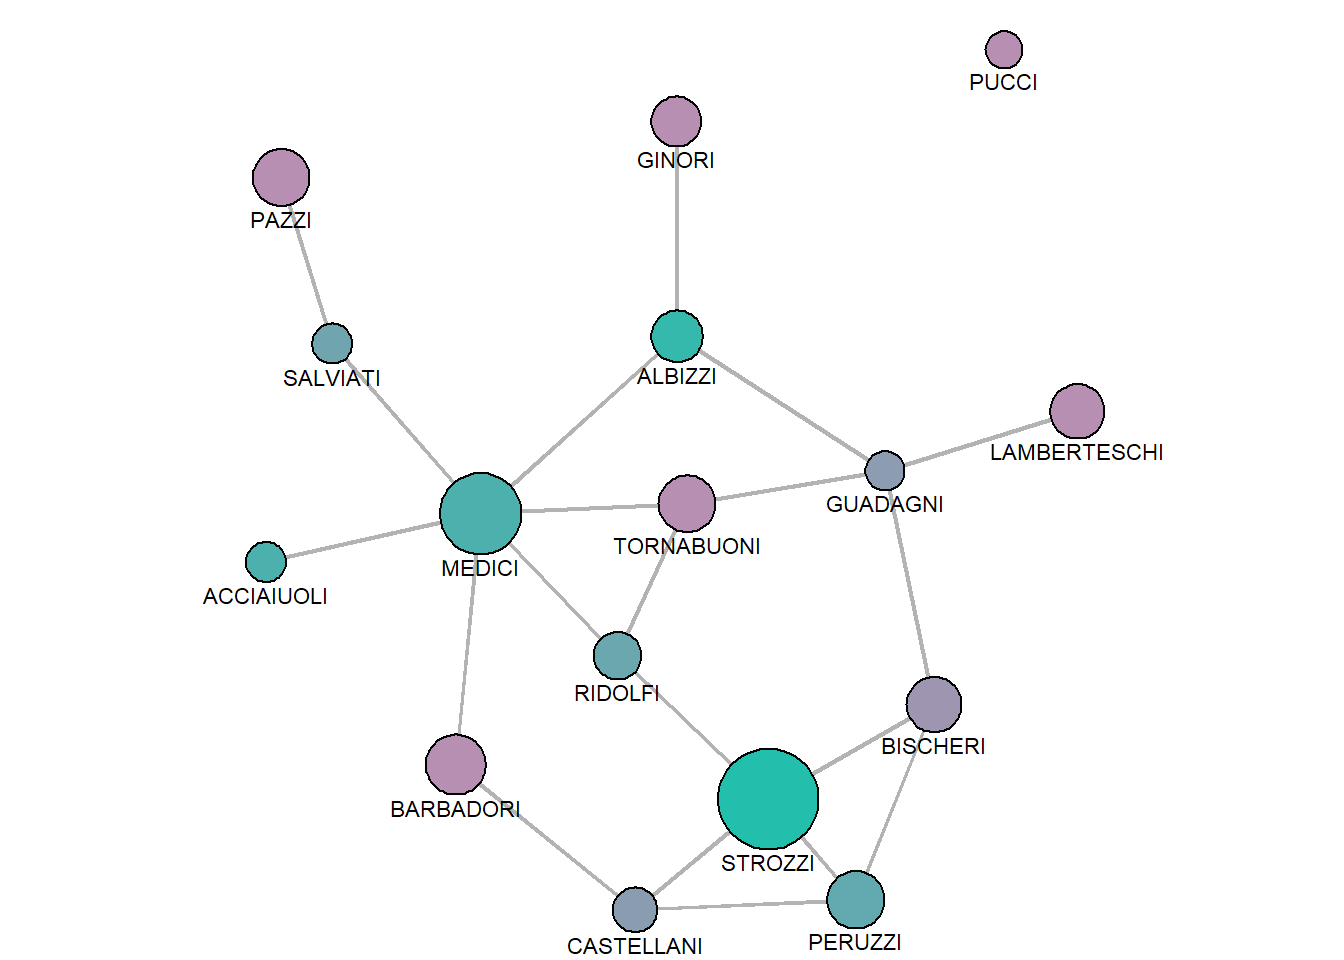 PUCCI
GINORI
PAZZI
SALVIATI
ALBIZZI
LAMBERTESCHI
GUADAGNI
TORNABUONI
MEDICI
ACCIAIUOLI
RIDOLFI
BISCHERI
BARBADORI
STROZZI
PERUZZI
CASTELLANI